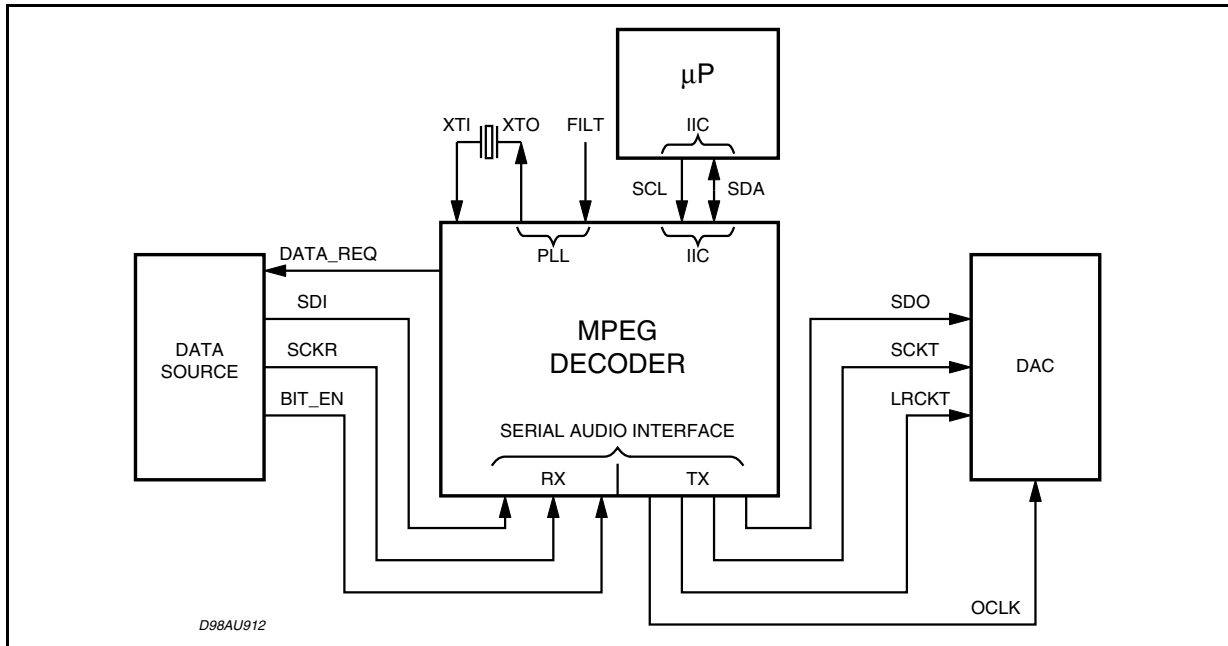 μP
XTI XTO FILT IIC
SCL SDA
DATA_REQ PLL IIC
SDI SDO
MPEG
DECODER
DATA
SOURCE
SCKR SCKT
DAC
BIT_EN LRCKT
SERIAL AUDIO INTERFACE
RX TX
OCLK
D98AU912